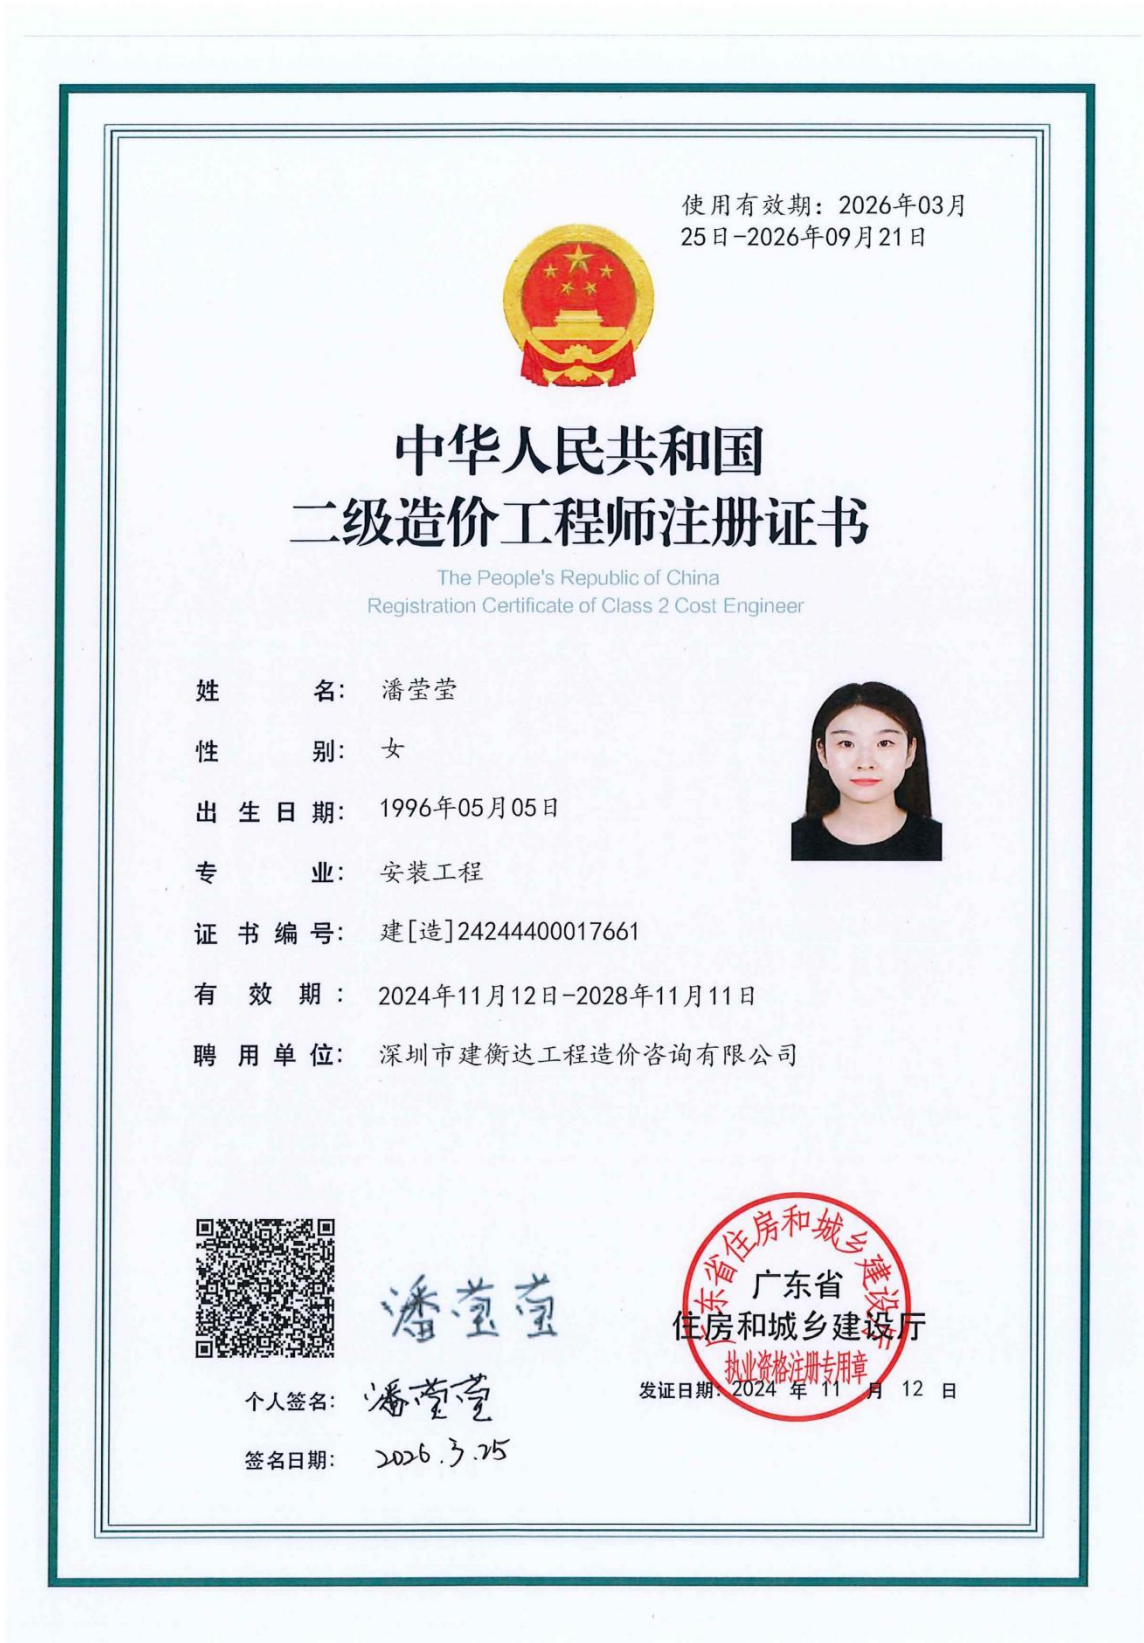 使用有效期：2026年03月
25日-2026年09月21日
中华人民共和国
二级造价工程师注册证书
The People's Republic of China
Registration Certificate of Class 2 Cost Engineer
姓名：潘莹莹
性别：女
出生日期：1996年05月05日
专业：安装工程
证书编号：建[造]24244400017661
有效期：2024年11月12日-2028年11月11日
聘用单位：深圳市建衡达工程造价咨询有限公司
潘莹莹
广东省住房和城乡建设厅
广东省
住房和城乡建设厅
执业资格注册专用章
个人签名：潘莹莹
发证日期：2024年11月12日
签名日期：2026.3.25